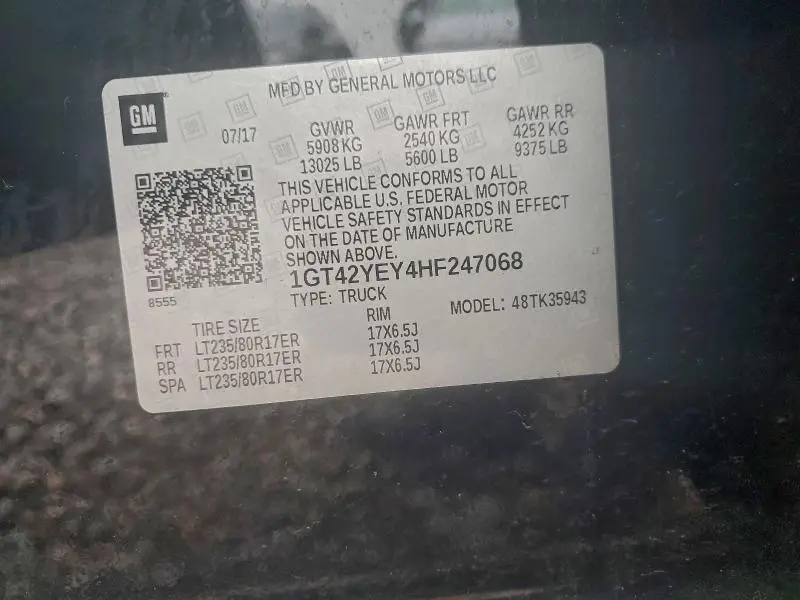 MFD BY GENERAL MOTORS LLC
GM
07/17
GVWR GAWR FRT GAWR RR
5908 KG 2540 KG 4252 KG
13025 LB 5600 LB 9375 LB
THIS VEHICLE CONFORMS TO ALL
APPLICABLE U.S. FEDERAL MOTOR
VEHICLE SAFETY STANDARDS IN EFFECT
ON THE DATE OF MANUFACTURE
SHOWN ABOVE.
1GT42YEY4HF247068
8555
TYPE: TRUCK MODEL: 48TK35943
TIRE SIZE RIM
FRT LT235/80R17ER 17X6.5J
RR LT235/80R17ER 17X6.5J
SPA LT235/80R17ER 17X6.5J